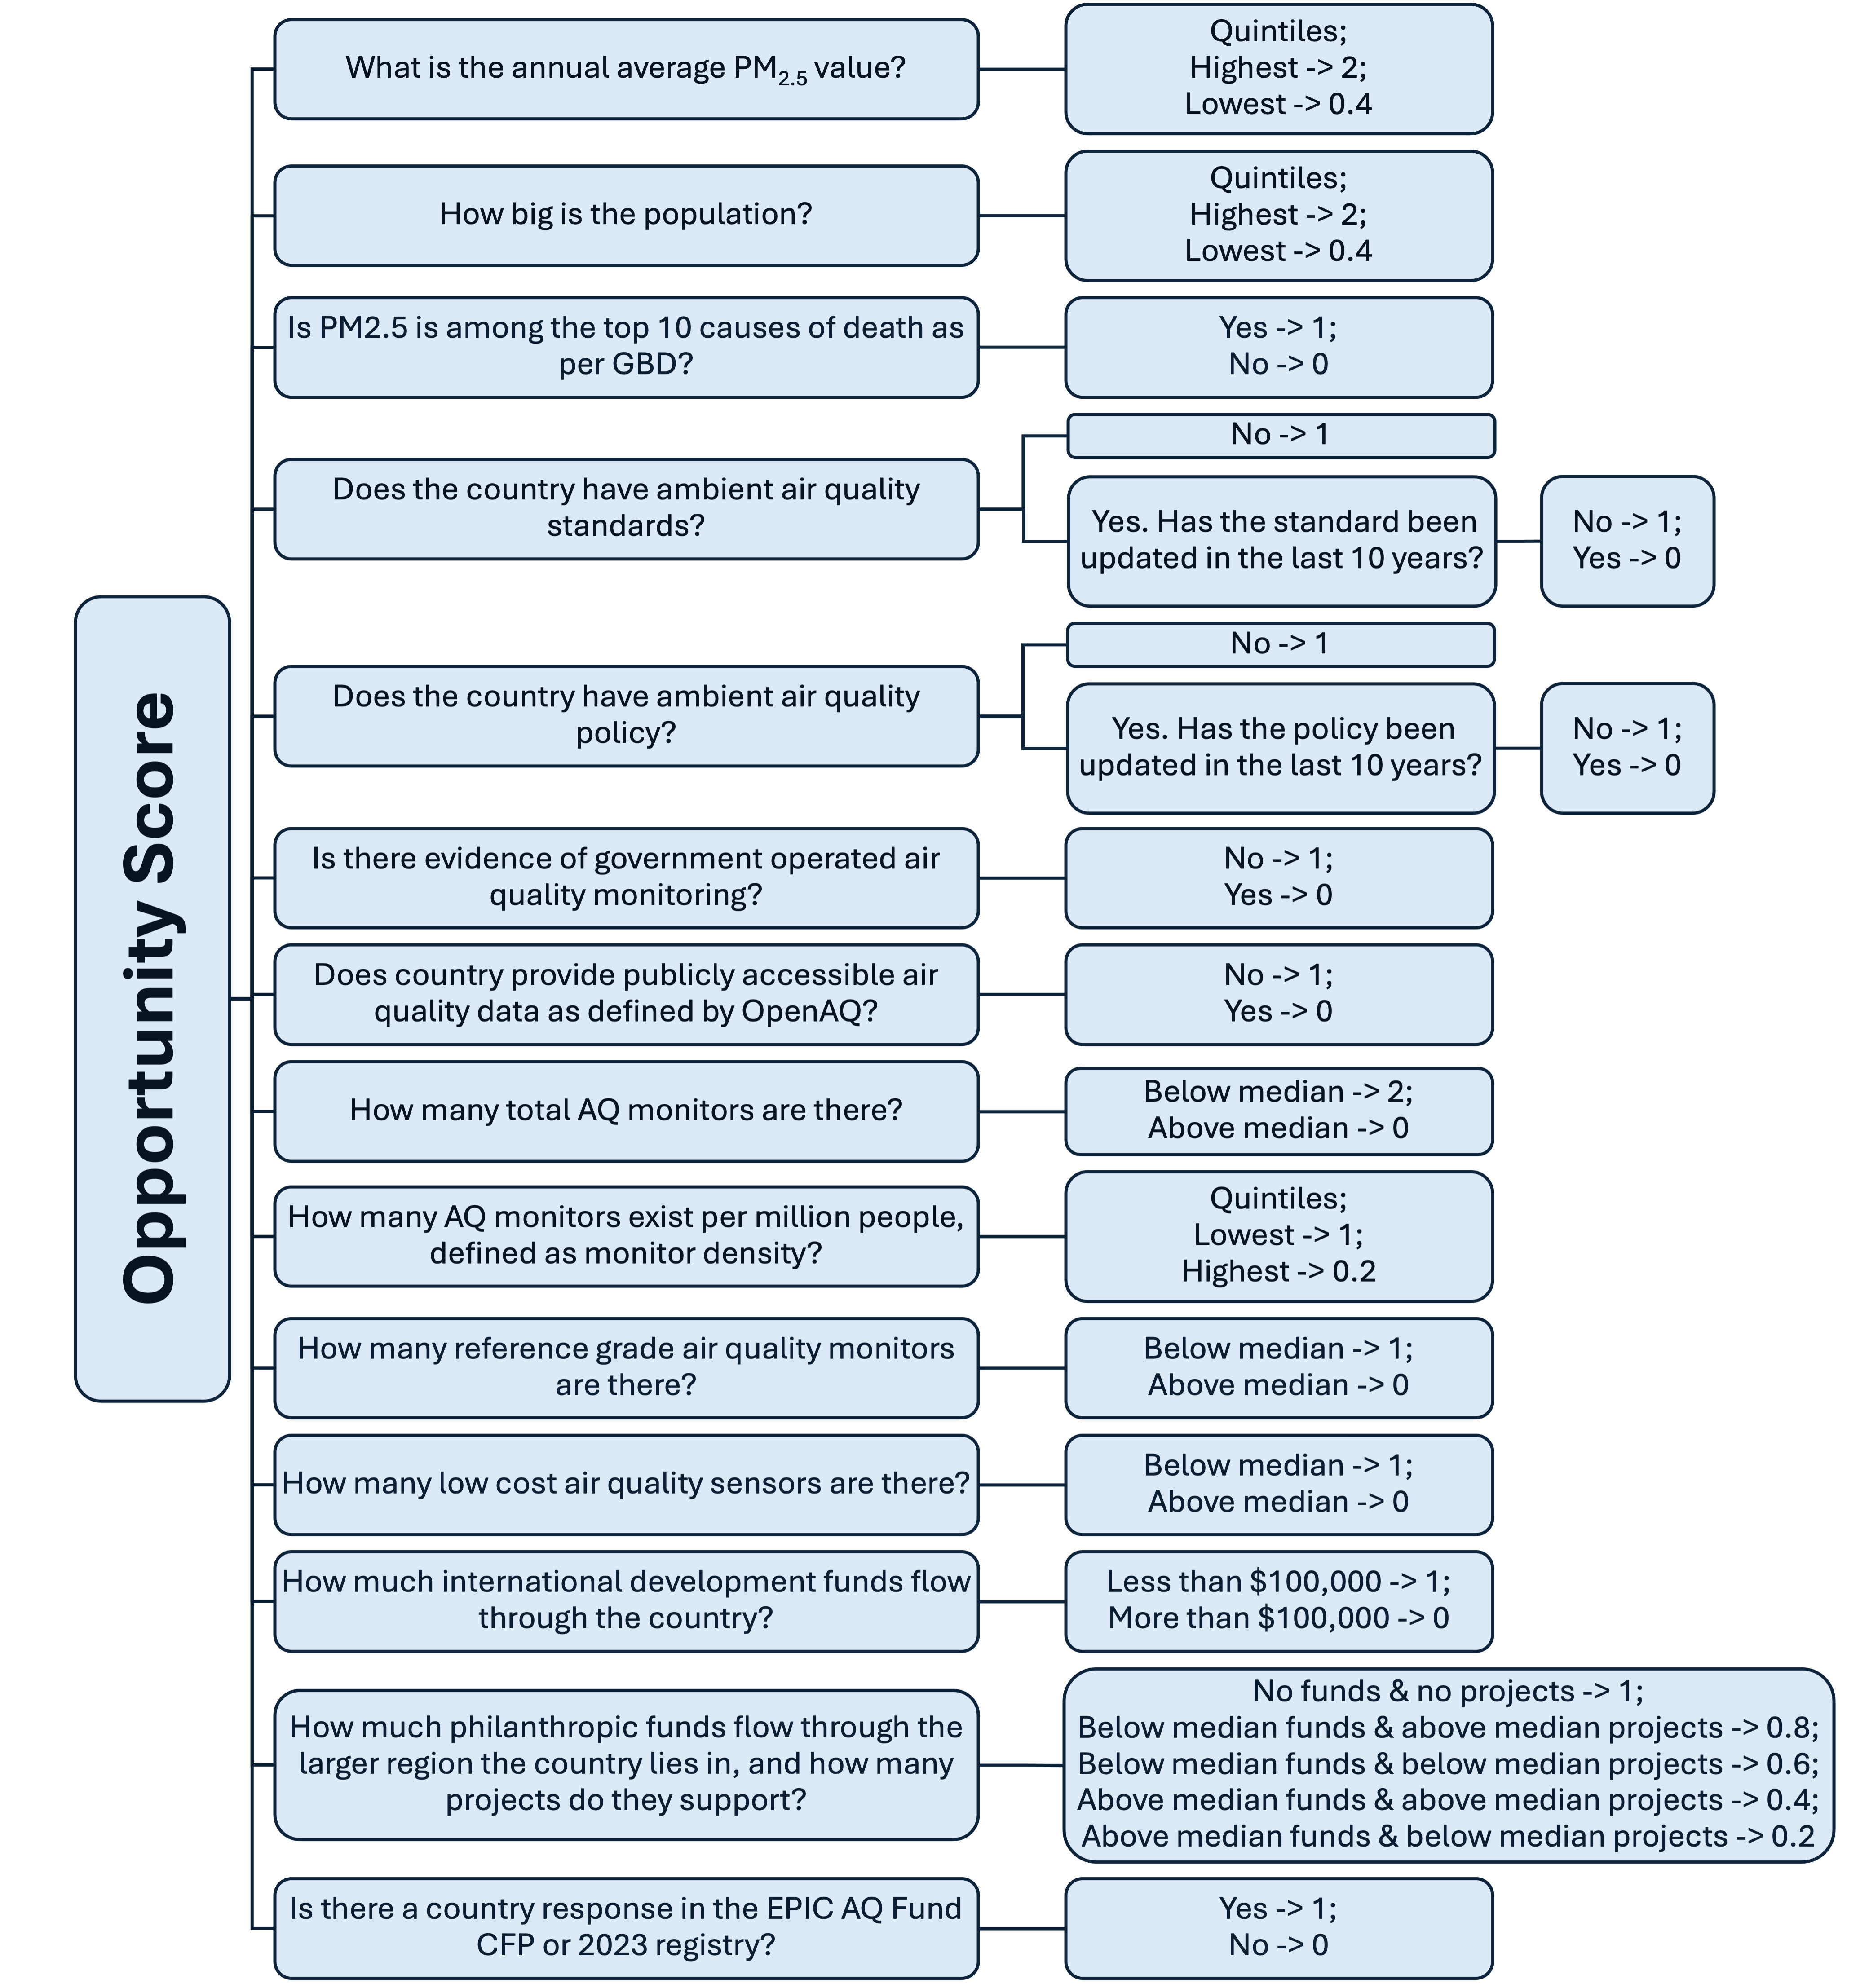 Opportunity Score
What is the annual average PM2.5 value?
Quintiles;
Highest -> 2;
Lowest -> 0.4
How big is the population?
Quintiles;
Highest -> 2;
Lowest -> 0.4
Is PM2.5 is among the top 10 causes of death as
per GBD?
Yes -> 1;
No -> 0
Does the country have ambient air quality
standards?
No -> 1
Yes. Has the standard been
updated in the last 10 years?
No -> 1;
Yes -> 0
Does the country have ambient air quality
policy?
No -> 1
Yes. Has the policy been
updated in the last 10 years?
No -> 1;
Yes -> 0
Is there evidence of government operated air
quality monitoring?
No -> 1;
Yes -> 0
Does country provide publicly accessible air
quality data as defined by OpenAQ?
No -> 1;
Yes -> 0
How many total AQ monitors are there?
Below median -> 2;
Above median -> 0
How many AQ monitors exist per million people,
defined as monitor density?
Quintiles;
Lowest -> 1;
Highest -> 0.2
How many reference grade air quality monitors
are there?
Below median -> 1;
Above median -> 0
How many low cost air quality sensors are there?
Below median -> 1;
Above median -> 0
How much international development funds flow
through the country?
Less than $100,000 -> 1;
More than $100,000 -> 0
How much philanthropic funds flow through the
larger region the country lies in, and how many
projects do they support?
No funds & no projects -> 1;
Below median funds & above median projects -> 0.8;
Below median funds & below median projects -> 0.6;
Above median funds & above median projects -> 0.4;
Above median funds & below median projects -> 0.2
Is there a country response in the EPIC AQ Fund
CFP or 2023 registry?
Yes -> 1;
No -> 0